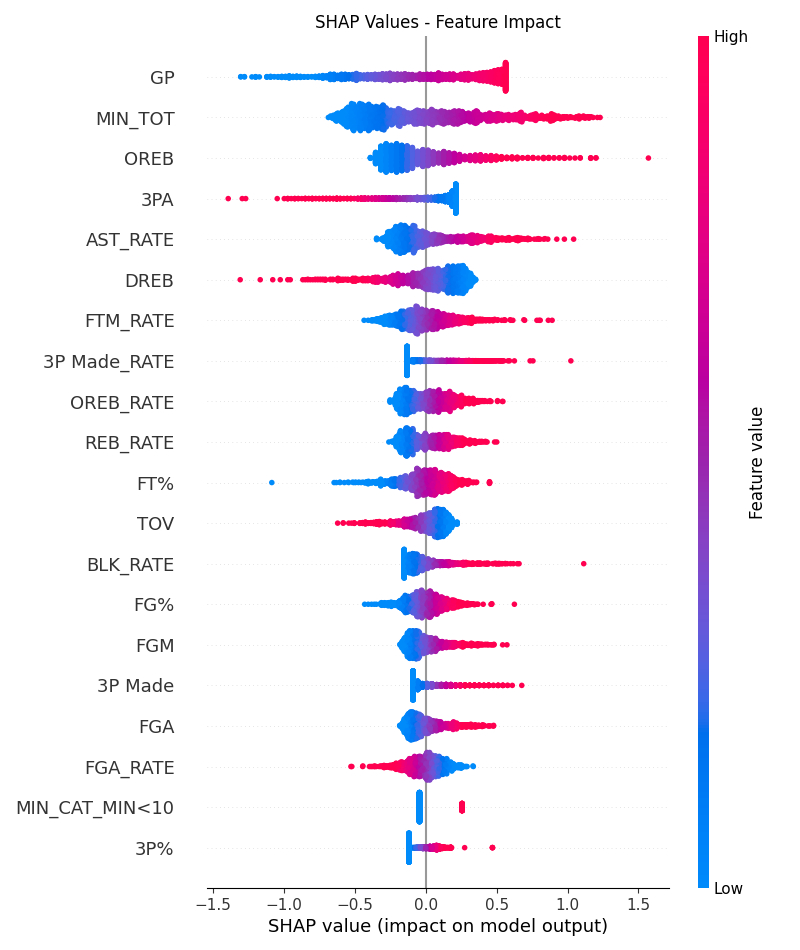 SHAP Values - Feature Impact
High
GP
MIN_TOT
OREB
3PA
AST_RATE
DREB
FTM_RATE
3P Made_RATE
OREB_RATE
REB_RATE
FT%
TOV
BLK_RATE
FG%
FGM
3P Made
FGA
FGA_RATE
MIN_CAT_MIN<10
3P%
Feature value
Low
−1.5 −1.0 −0.5 0.0 0.5 1.0 1.5
SHAP value (impact on model output)